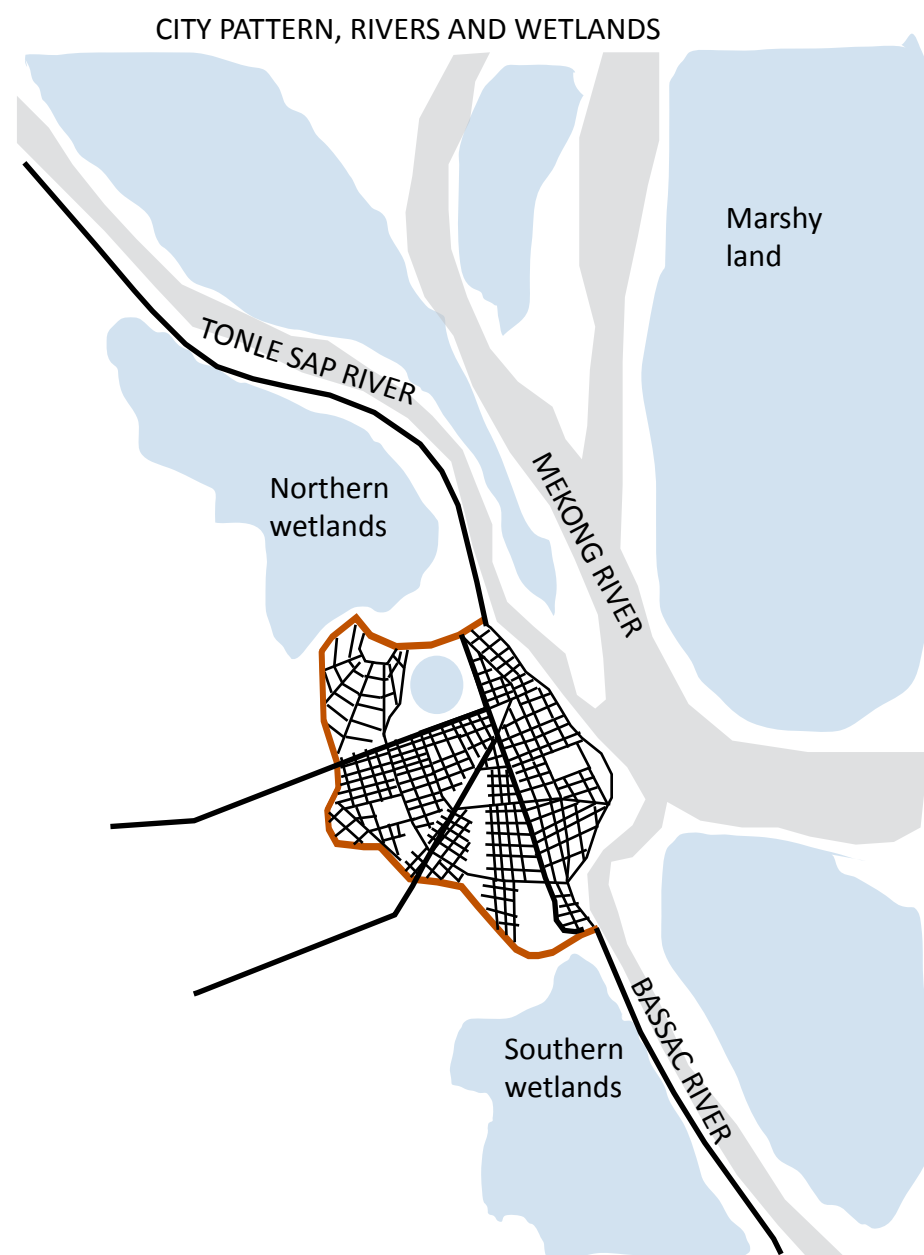 CITY PATTERN, RIVERS AND WETLANDS
Marshy
land
TONLE SAP RIVER
Northern
wetlands
MEKONG RIVER
Southern
wetlands
BASSAC RIVER